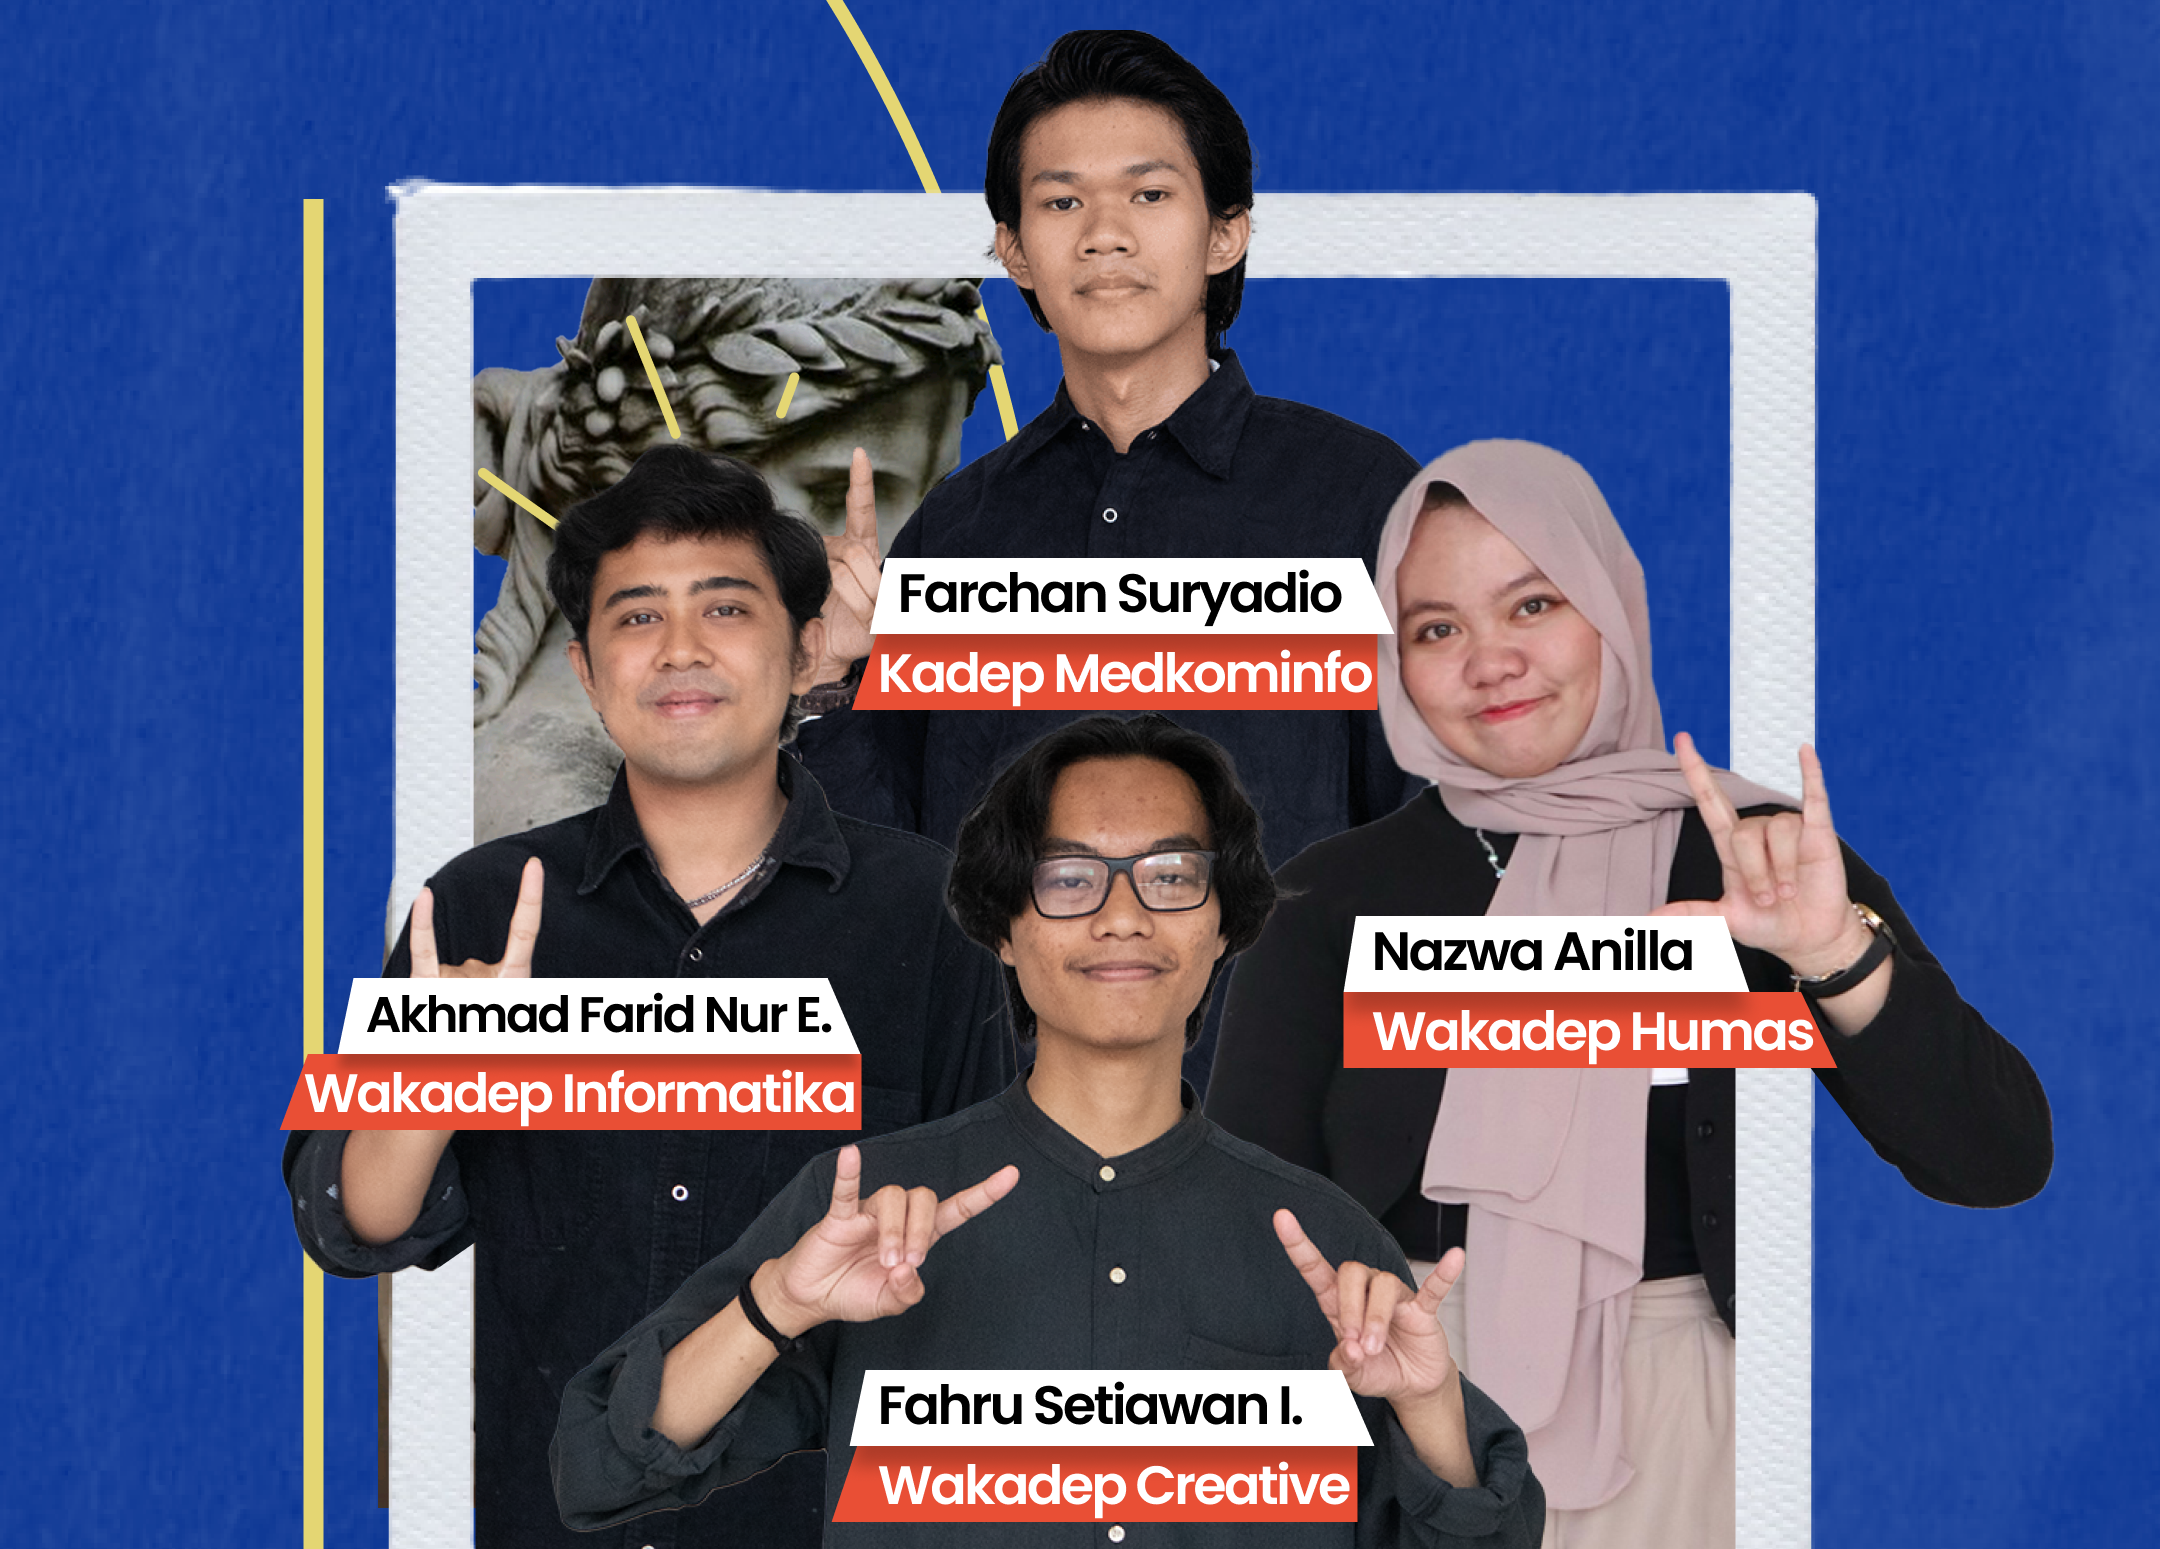 Farchan Suryadio
Kadep Medkominfo
Nazwa Anilla
Wakadep Humas
Akhmad Farid Nur E.
Wakadep Informatika
Fahru Setiawan I.
Wakadep Creative